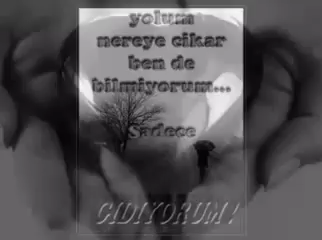 yolum
nereye cikar
ben de
bilmiyorum...
Sadece
GIDIYORUM!